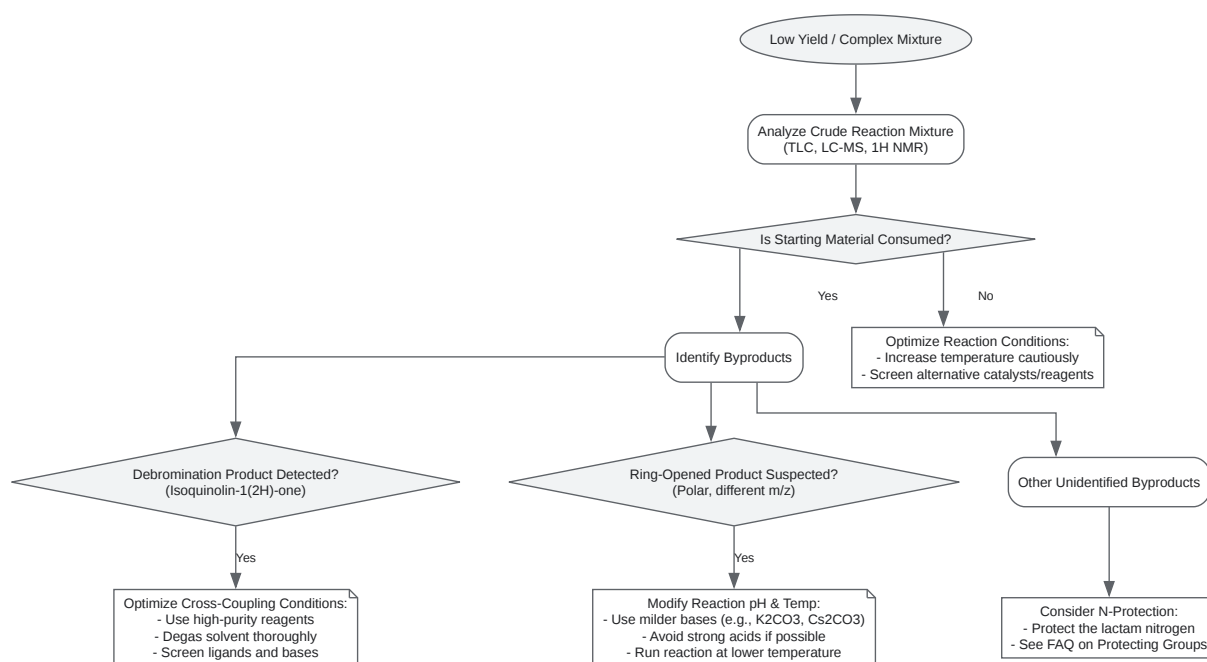 Low Yield / Complex Mixture
Analyze Crude Reaction Mixture
(TLC, LC-MS, 1H NMR)
Is Starting Material Consumed?
Yes
No
Optimize Reaction Conditions:
- Increase temperature cautiously
- Screen alternative catalysts/reagents
Identify Byproducts
Debromination Product Detected?
(Isoquinolin-1(2H)-one)
Ring-Opened Product Suspected?
(Polar, different m/z)
Other Unidentified Byproducts
Yes
Yes
Optimize Cross-Coupling Conditions:
- Use high-purity reagents
- Degas solvent thoroughly
- Screen ligands and bases
Modify Reaction pH & Temp:
- Use milder bases (e.g., K2CO3, Cs2CO3)
- Avoid strong acids if possible
- Run reaction at lower temperature
Consider N-Protection:
- Protect the lactam nitrogen
- See FAQ on Protecting Groups